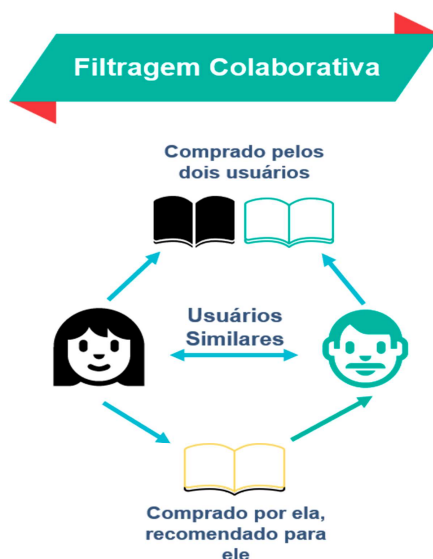 Filtragem Colaborativa
Comprado pelos
dois usuários
Usuários
Similares
Comprado por ela,
recomendado para
ele